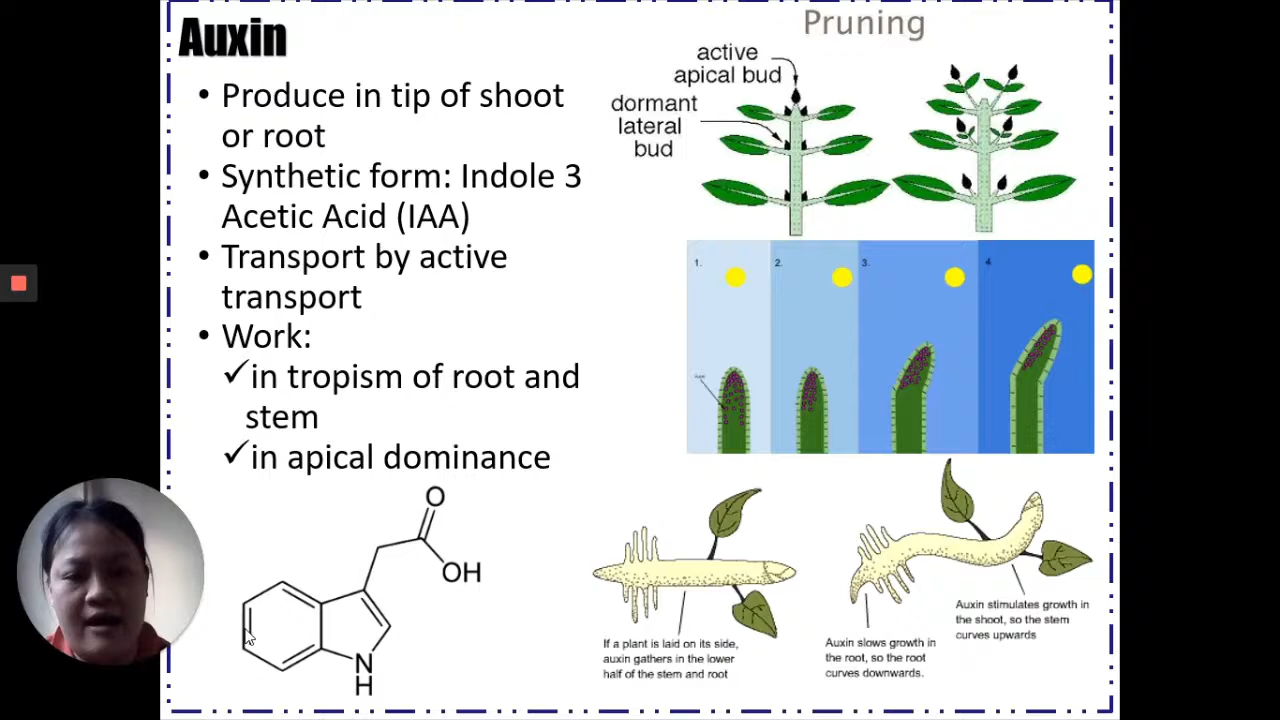 Auxin
• Produce in tip of shoot
or root
• Synthetic form: Indole 3
Acetic Acid (IAA)
• Transport by active
transport
• Work:
✓in tropism of root and
stem
✓in apical dominance
O
OH
N
H
Pruning
active
apical bud
dormant
lateral
bud
1.
2.
3.
4.
If a plant is laid on its side,
auxin gathers in the lower
half of the stem and root
Auxin slows growth in
the root, so the root
curves downwards.
Auxin stimulates growth in
the shoot, so the stem
curves upwards